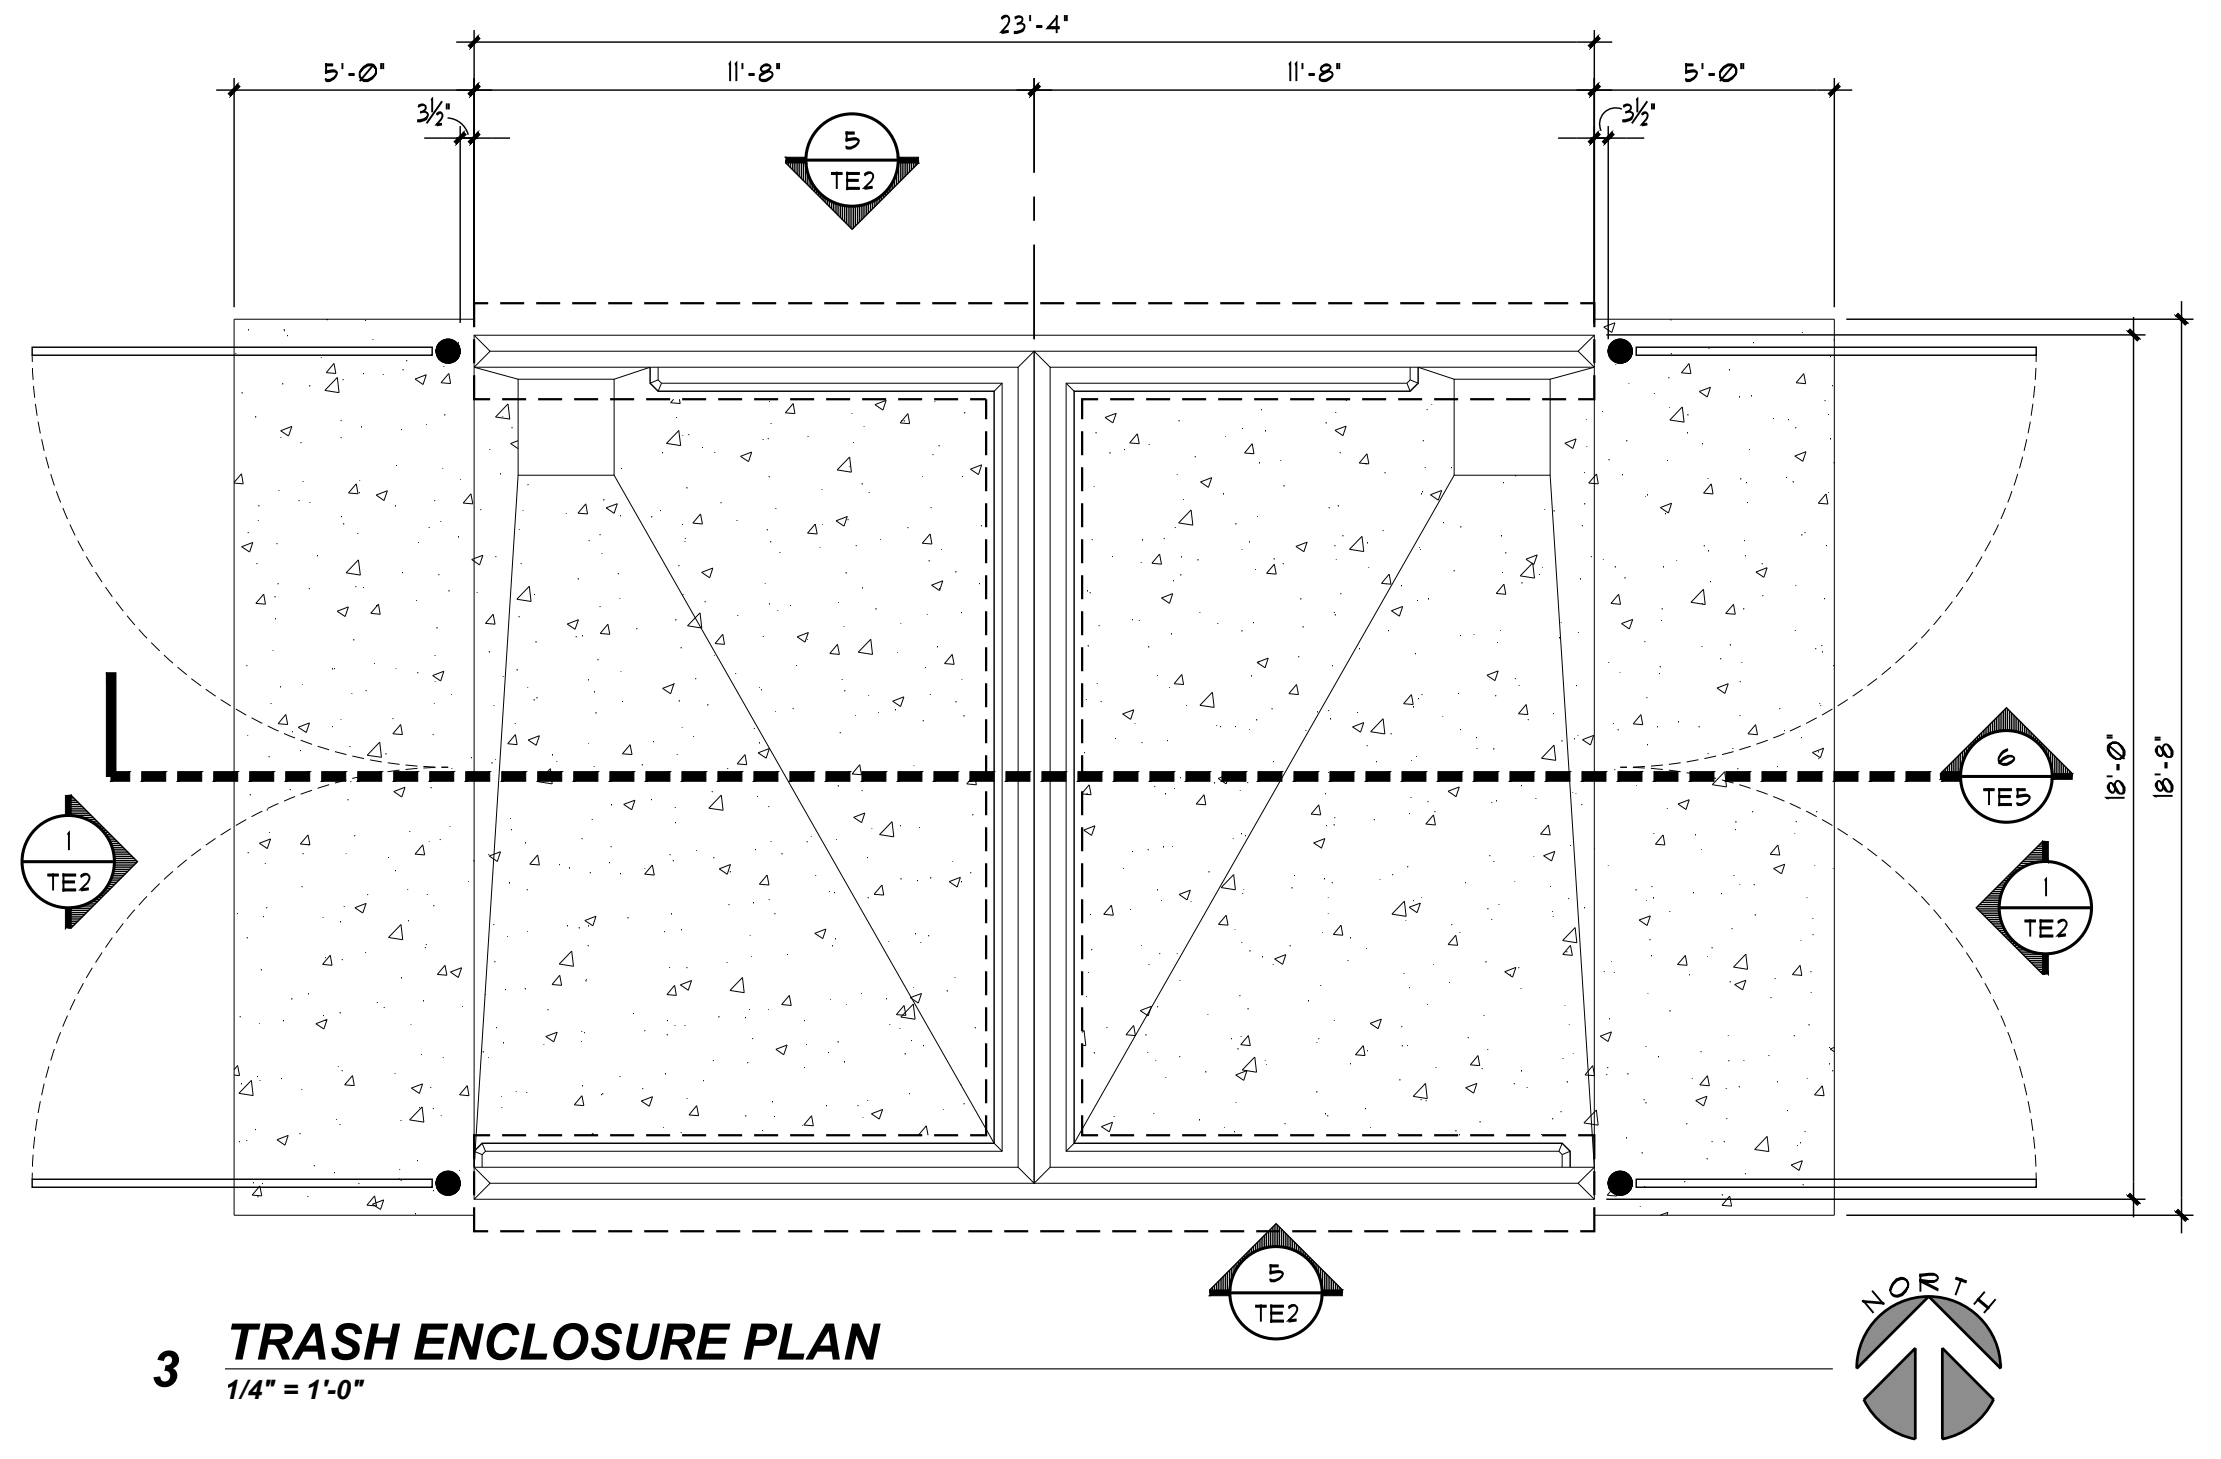 23'-4"
5'-0"
11'-8"
11'-8"
5'-0"
3½"
3½"
5
TE2
6
TE5
18'-0"
18'-8"
1
TE2
1
TE2
5
TE2
NORTH
3
TRASH ENCLOSURE PLAN
1/4" = 1'-0"